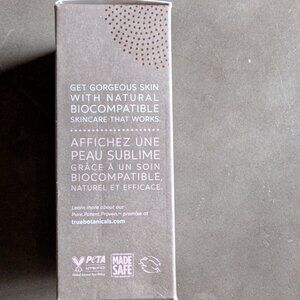 GET GORGEOUS SKIN
WITH NATURAL
BIOCOMPATIBLE
SKINCARE THAT WORKS.
AFFICHEZ UNE
PEAU SUBLIME
GRÂCE À UN SOIN
BIOCOMPATIBLE,
NATUREL ET EFFICACE.
Learn more about our
Pure.Potent.Proven.™ promise at
truebotanicals.com
PeTA
MADE
SAFE